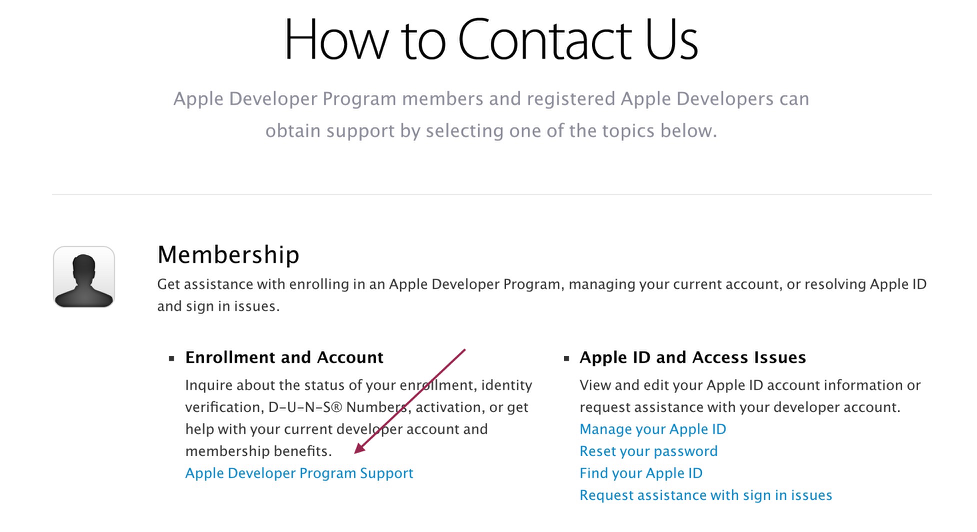 How to Contact Us
Apple Developer Program members and registered Apple Developers can
obtain support by selecting one of the topics below.
Membership
Get assistance with enrolling in an Apple Developer Program, managing your current account, or resolving Apple ID
and sign in issues.
Enrollment and Account
Inquire about the status of your enrollment, identity
verification, D-U-N-S® Numbers, activation, or get
help with your current developer account and
membership benefits.
Apple Developer Program Support
Apple ID and Access Issues
View and edit your Apple ID account information or
request assistance with your developer account.
Manage your Apple ID
Reset your password
Find your Apple ID
Request assistance with sign in issues